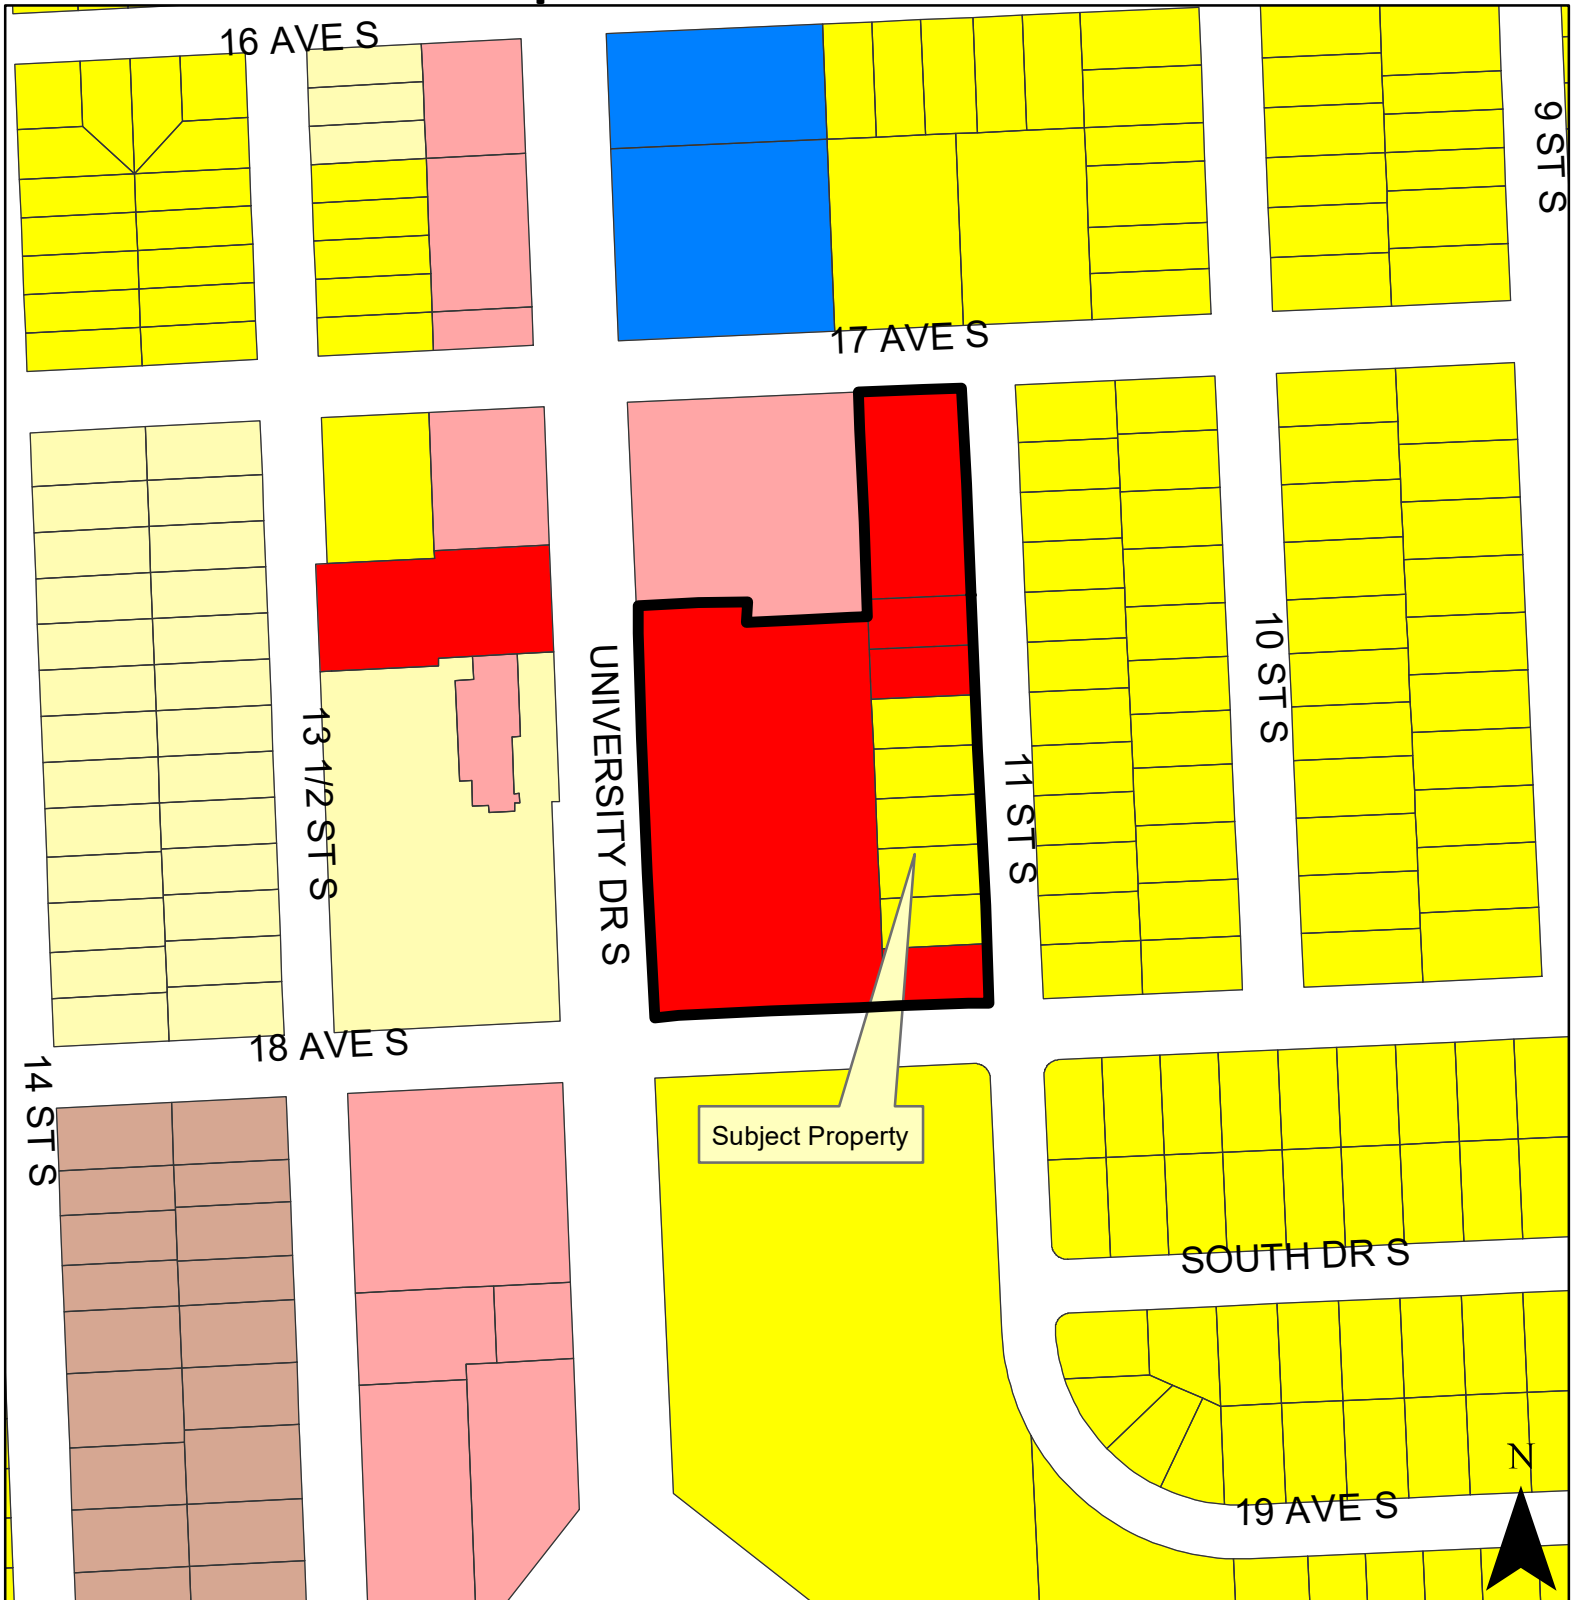 16 AVE S
9 ST S
17 AVE S
10 ST S
UNIVERSITY DR S
13 1/2 ST S
11 ST S
18 AVE S
14 ST S
Subject Property
SOUTH DR S
N
19 AVE S